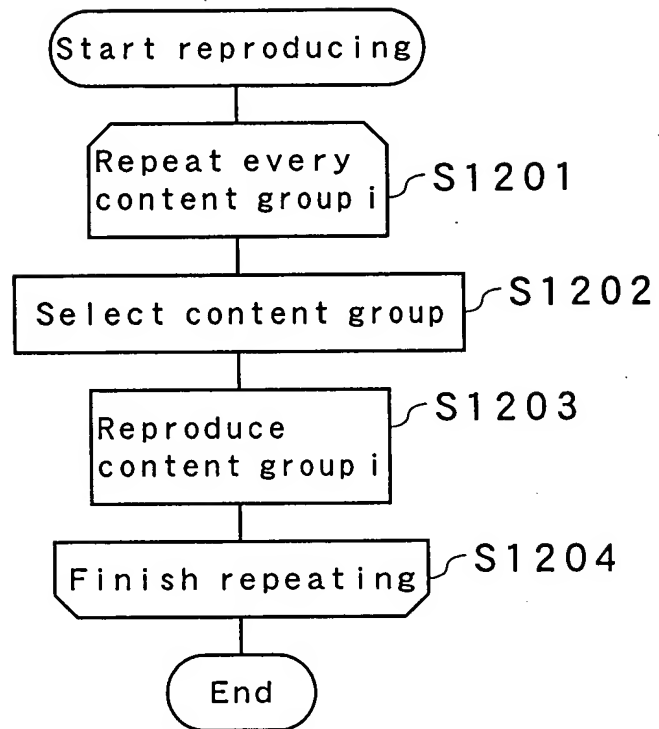 Start reproducing
Repeat every
content group i
S1201
Select content group
S1202
Reproduce
content group i
S1203
Finish repeating
S1204
End